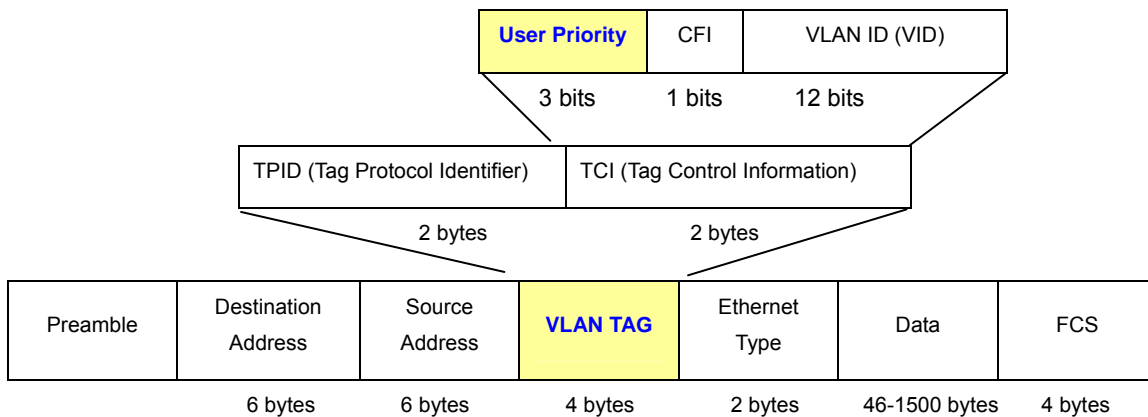 User Priority CFI VLAN ID (VID)
3 bits 1 bits 12 bits
TPID (Tag Protocol Identifier) TCI (Tag Control Information)
2 bytes 2 bytes
Preamble Destination Address Source Address VLAN TAG Ethernet Type Data FCS
6 bytes 6 bytes 4 bytes 2 bytes 46-1500 bytes 4 bytes